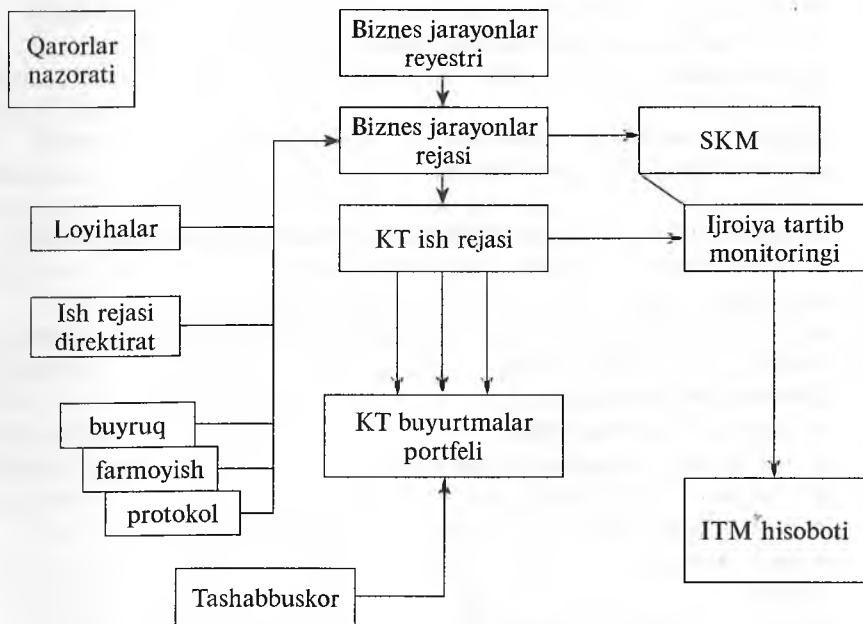 Qarorlar
nazorati
Biznes jarayonlar
reyestri
Biznes jarayonlar
rejasi
SKM
Loyihalar
KT ish rejasi
Ijroiya tartib
monitoringi
Ish rejasi
direktirat
buyruq
farmoyish
protokol
KT buyurtmalar
portfeli
ITM hisoboti
Tashabbuskor